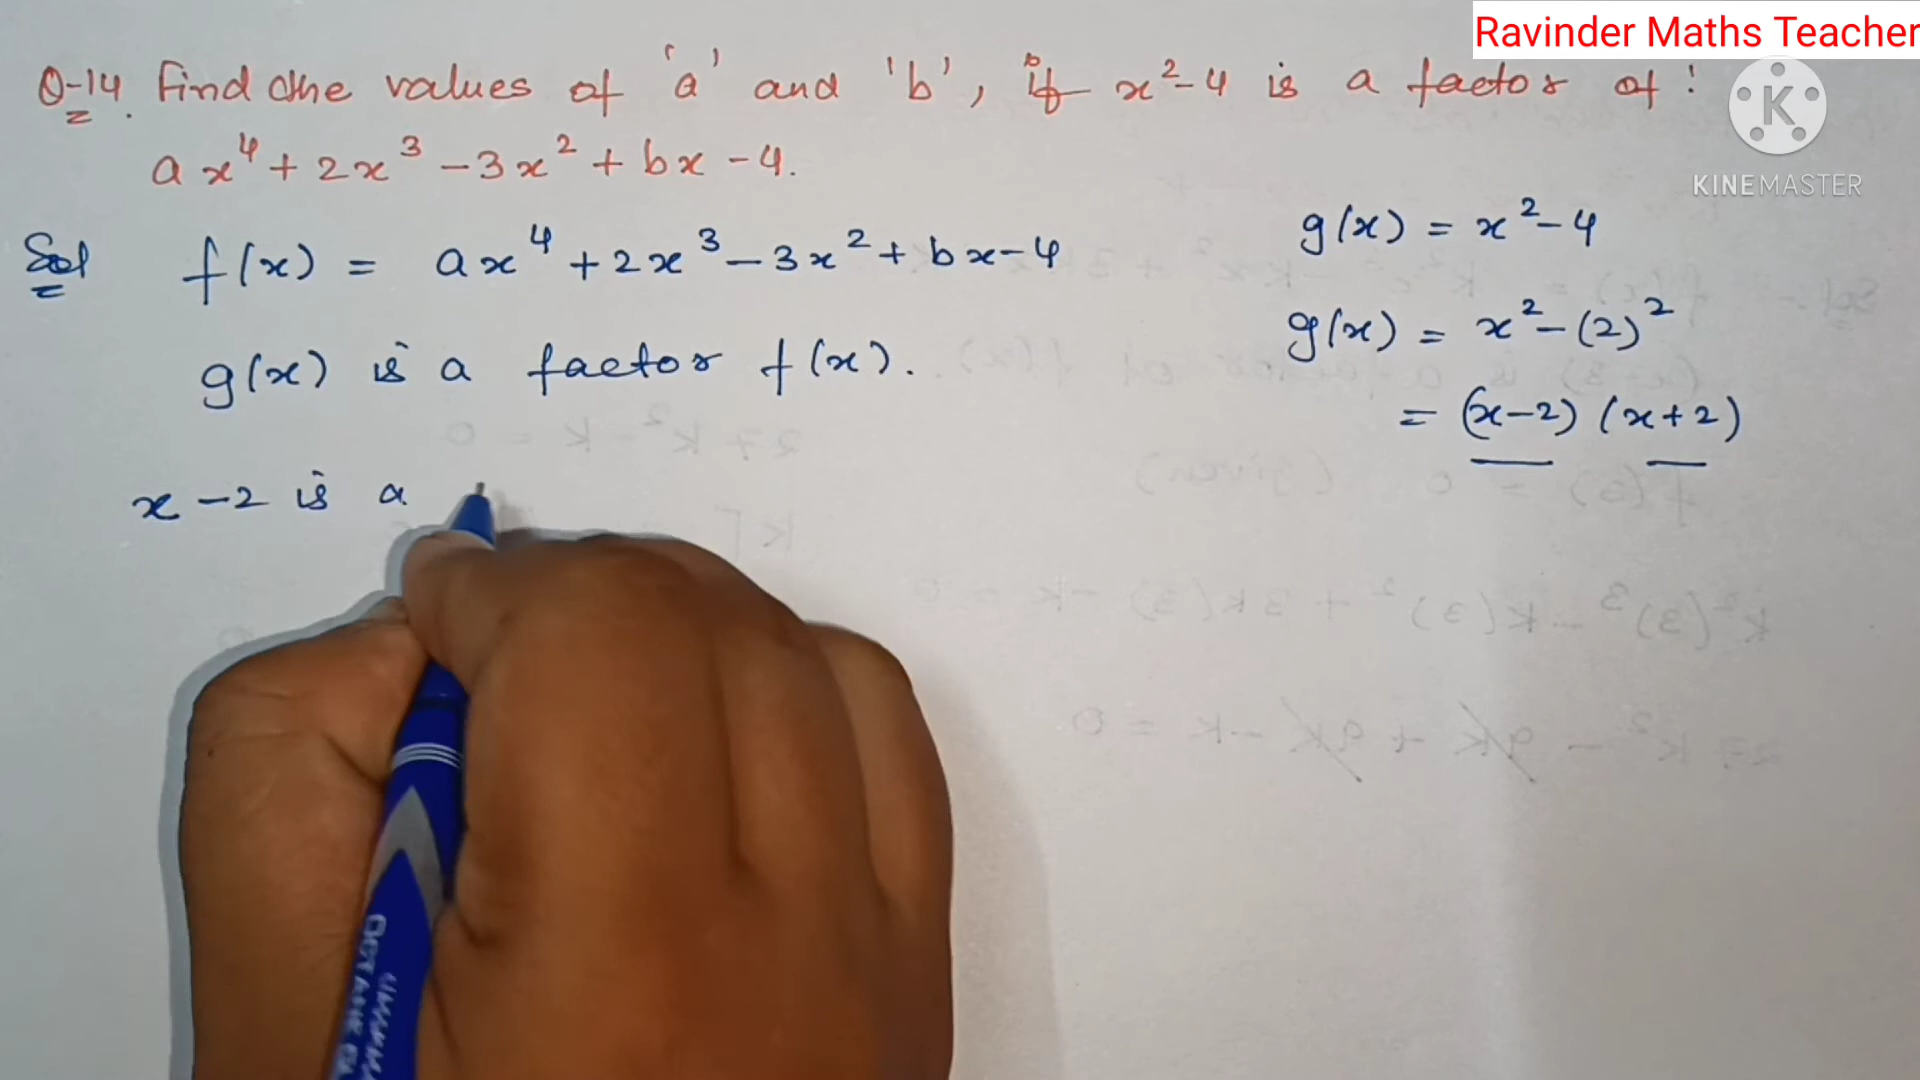 Ravinder Maths Teacher
Q-14. Find the values of 'a' and 'b', if x²-4 is a factor of :
ax⁴ + 2x³ - 3x² + bx - 4.
KINEMASTER
Sol f(x) = ax⁴ + 2x³ - 3x² + bx - 4
g(x) is a factor f(x).
x - 2 is a
g(x) = x² - 4
g(x) = x² - (2)²
= (x-2) (x+2)